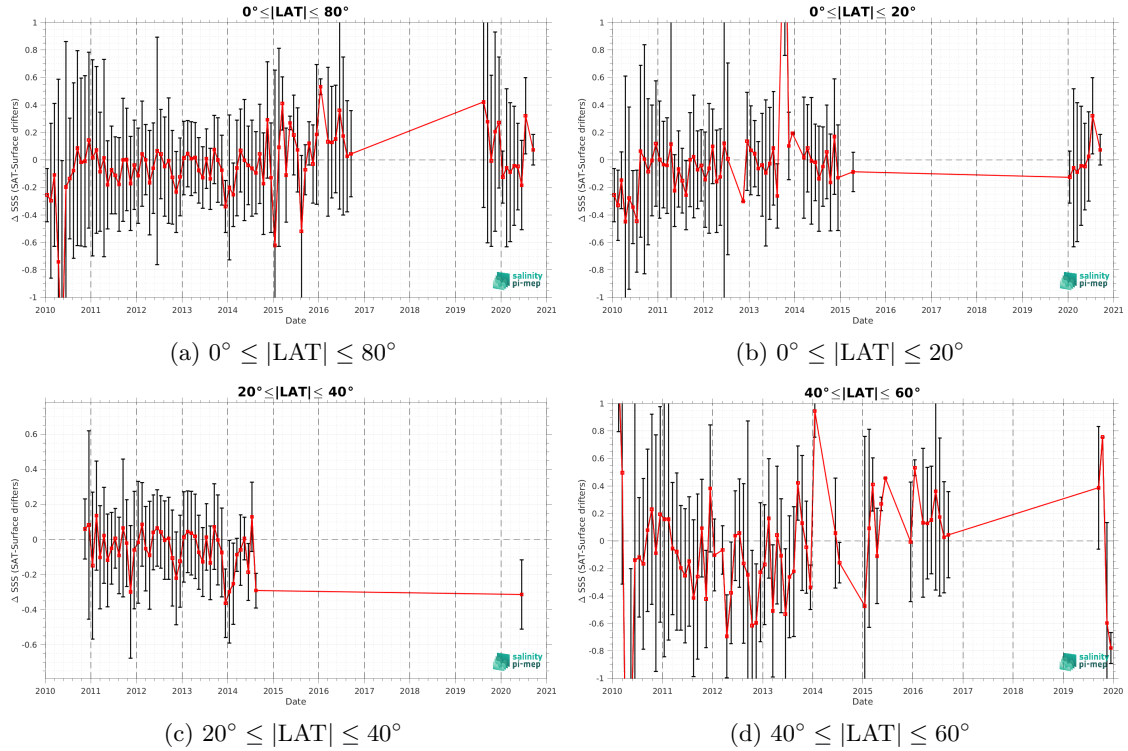 0°≤|LAT|≤ 80°
Δ SSS (SAT-Surface drifters)
1
0.8
0.6
0.4
0.2
0
-0.2
-0.4
-0.6
-0.8
-1
2010 2011 2012 2013 2014 2015 2016 2017 2018 2019 2020 2021
Date
salinity
pi-mep
(a) 0° ≤ |LAT| ≤ 80°
0°≤|LAT|≤ 20°
Δ SSS (SAT-Surface drifters)
1
0.8
0.6
0.4
0.2
0
-0.2
-0.4
-0.6
-0.8
-1
2010 2011 2012 2013 2014 2015 2016 2017 2018 2019 2020 2021
Date
salinity
pi-mep
(b) 0° ≤ |LAT| ≤ 20°
20°≤|LAT|≤ 40°
Δ SSS (SAT-Surface drifters)
0.6
0.4
0.2
0
-0.2
-0.4
-0.6
2010 2011 2012 2013 2014 2015 2016 2017 2018 2019 2020 2021
Date
salinity
pi-mep
(c) 20° ≤ |LAT| ≤ 40°
40°≤|LAT|≤ 60°
Δ SSS (SAT-Surface drifters)
1
0.8
0.6
0.4
0.2
0
-0.2
-0.4
-0.6
-0.8
-1
2010 2011 2012 2013 2014 2015 2016 2017 2018 2019 2020
Date
salinity
pi-mep
(d) 40° ≤ |LAT| ≤ 60°